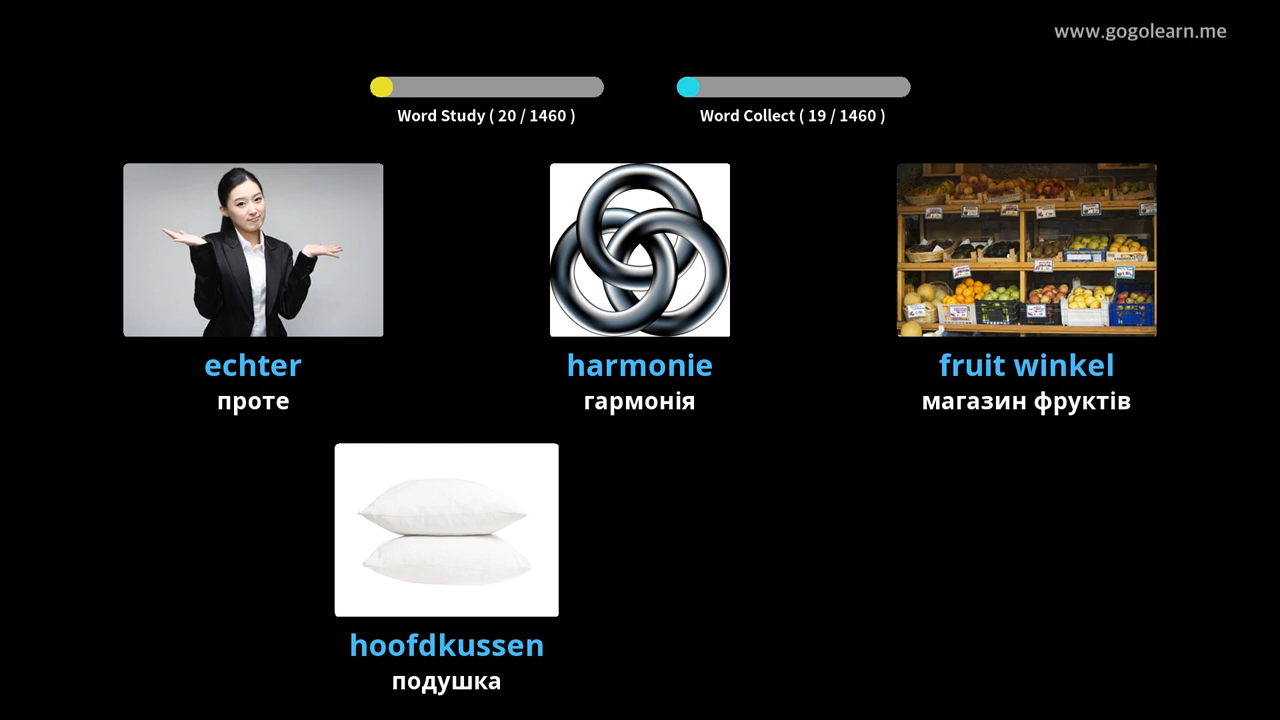 www.gogolearn.me
Word Study ( 20 / 1460 )
Word Collect ( 19 / 1460 )
echter
проте
harmonie
гармонія
fruit winkel
магазин фруктів
hoofdkussen
подушка